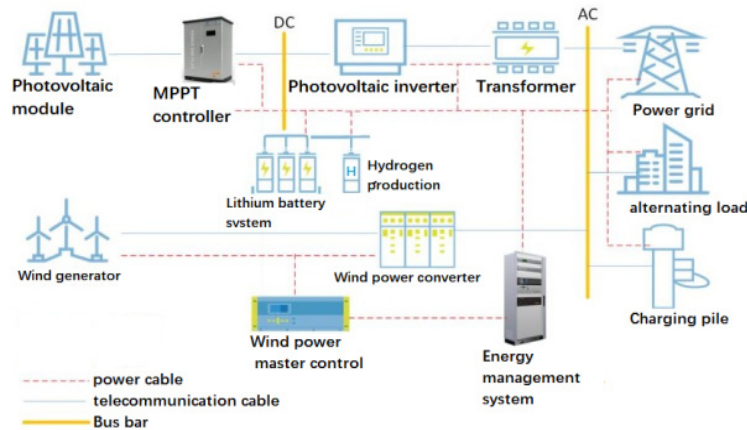 DC
AC
Photovoltaic
module
MPPT
controller
Photovoltaic inverter
Transformer
Power grid
Lithium battery
svstem
H
Hydrogen
production
alternating load
Wind generator
Wind power converter
Charging pile
Wind power
master control
Energy
management
system
power cable
telecommunication cable
Bus bar